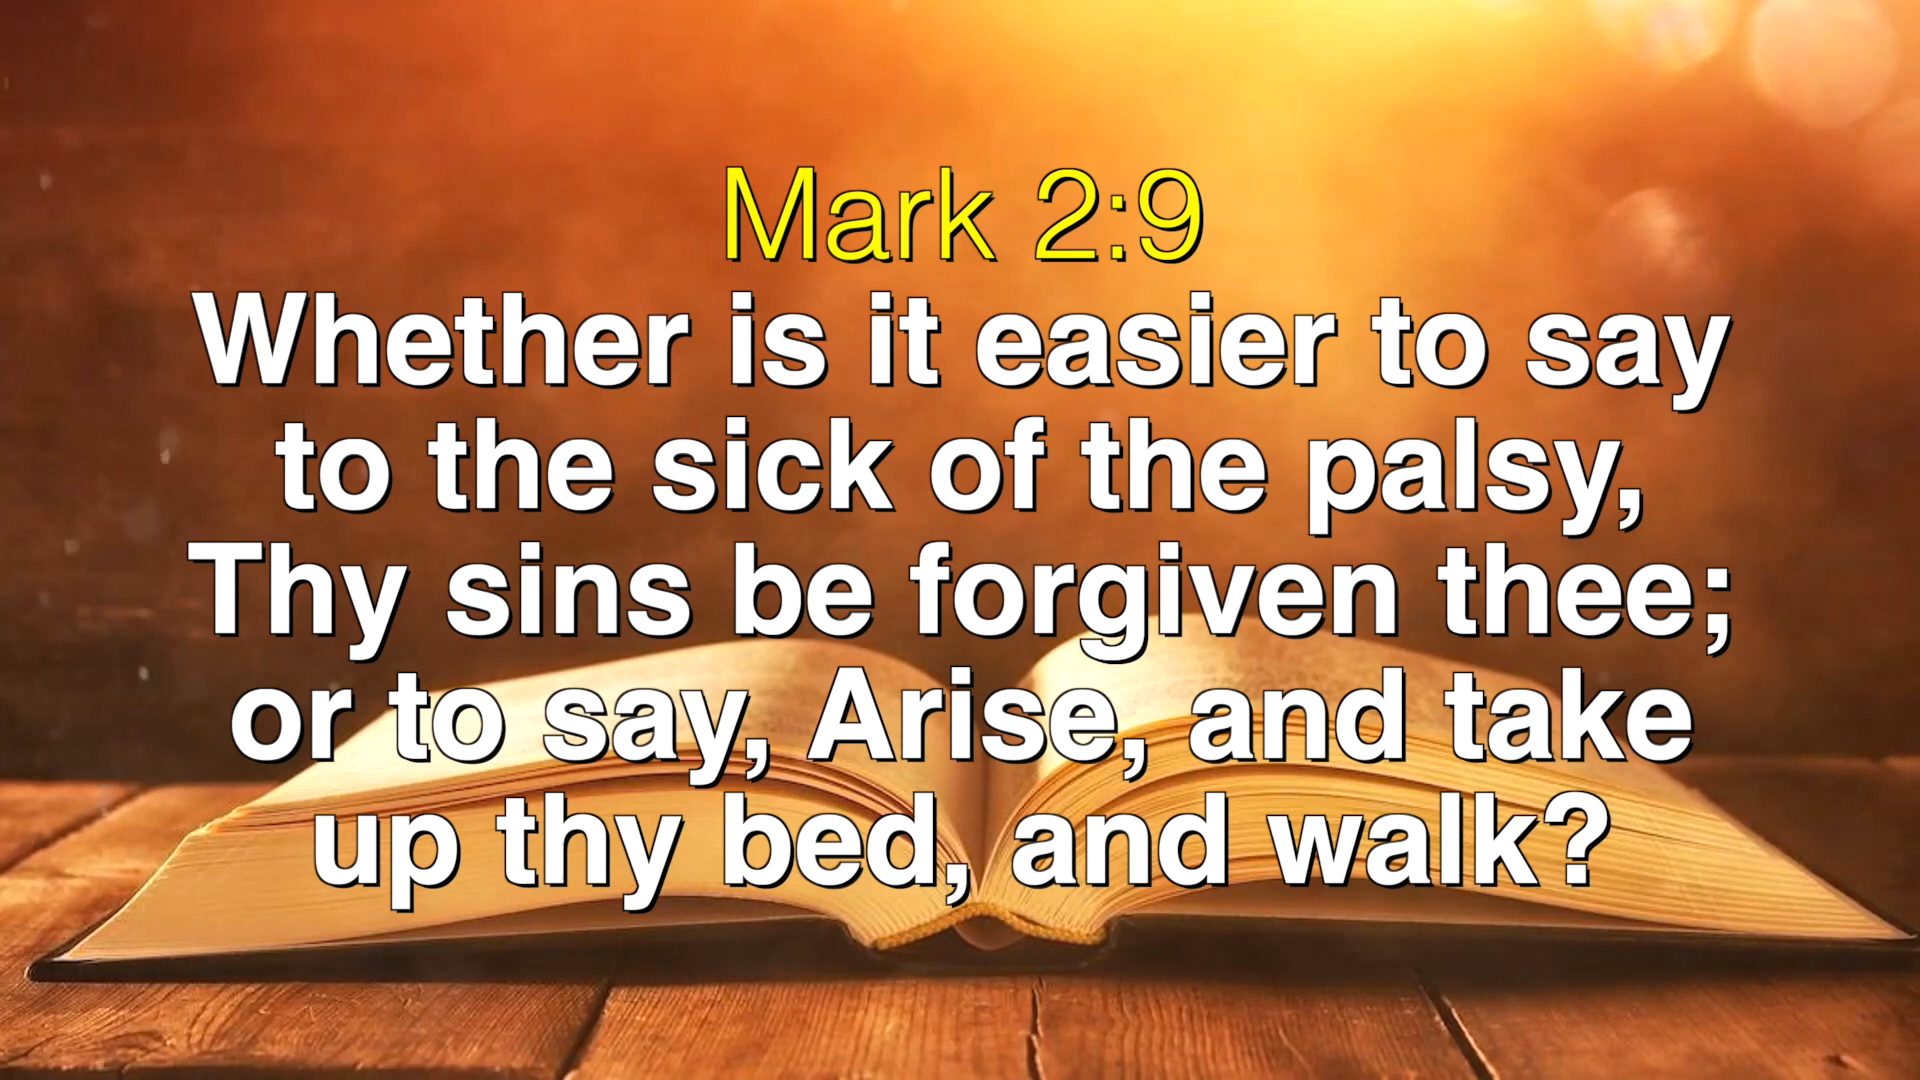 Mark 2:9
Whether is it easier to say
to the sick of the palsy,
Thy sins be forgiven thee;
or to say, Arise, and take
up thy bed, and walk?